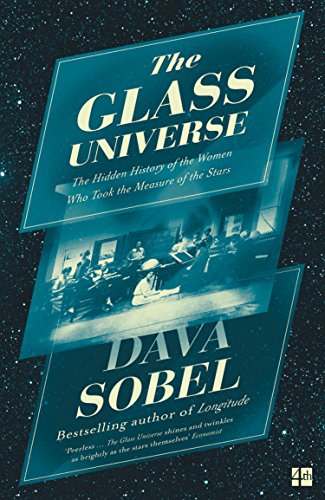 The
GLASS
UNIVERSE
The Hidden History of the Women
Who Took the Measure of the Stars
DAVA
SOBEL
Bestselling author of Longitude
'Peerless ... The Glass Universe shines and twinkles
as brightly as the stars themselves' Economist
4th